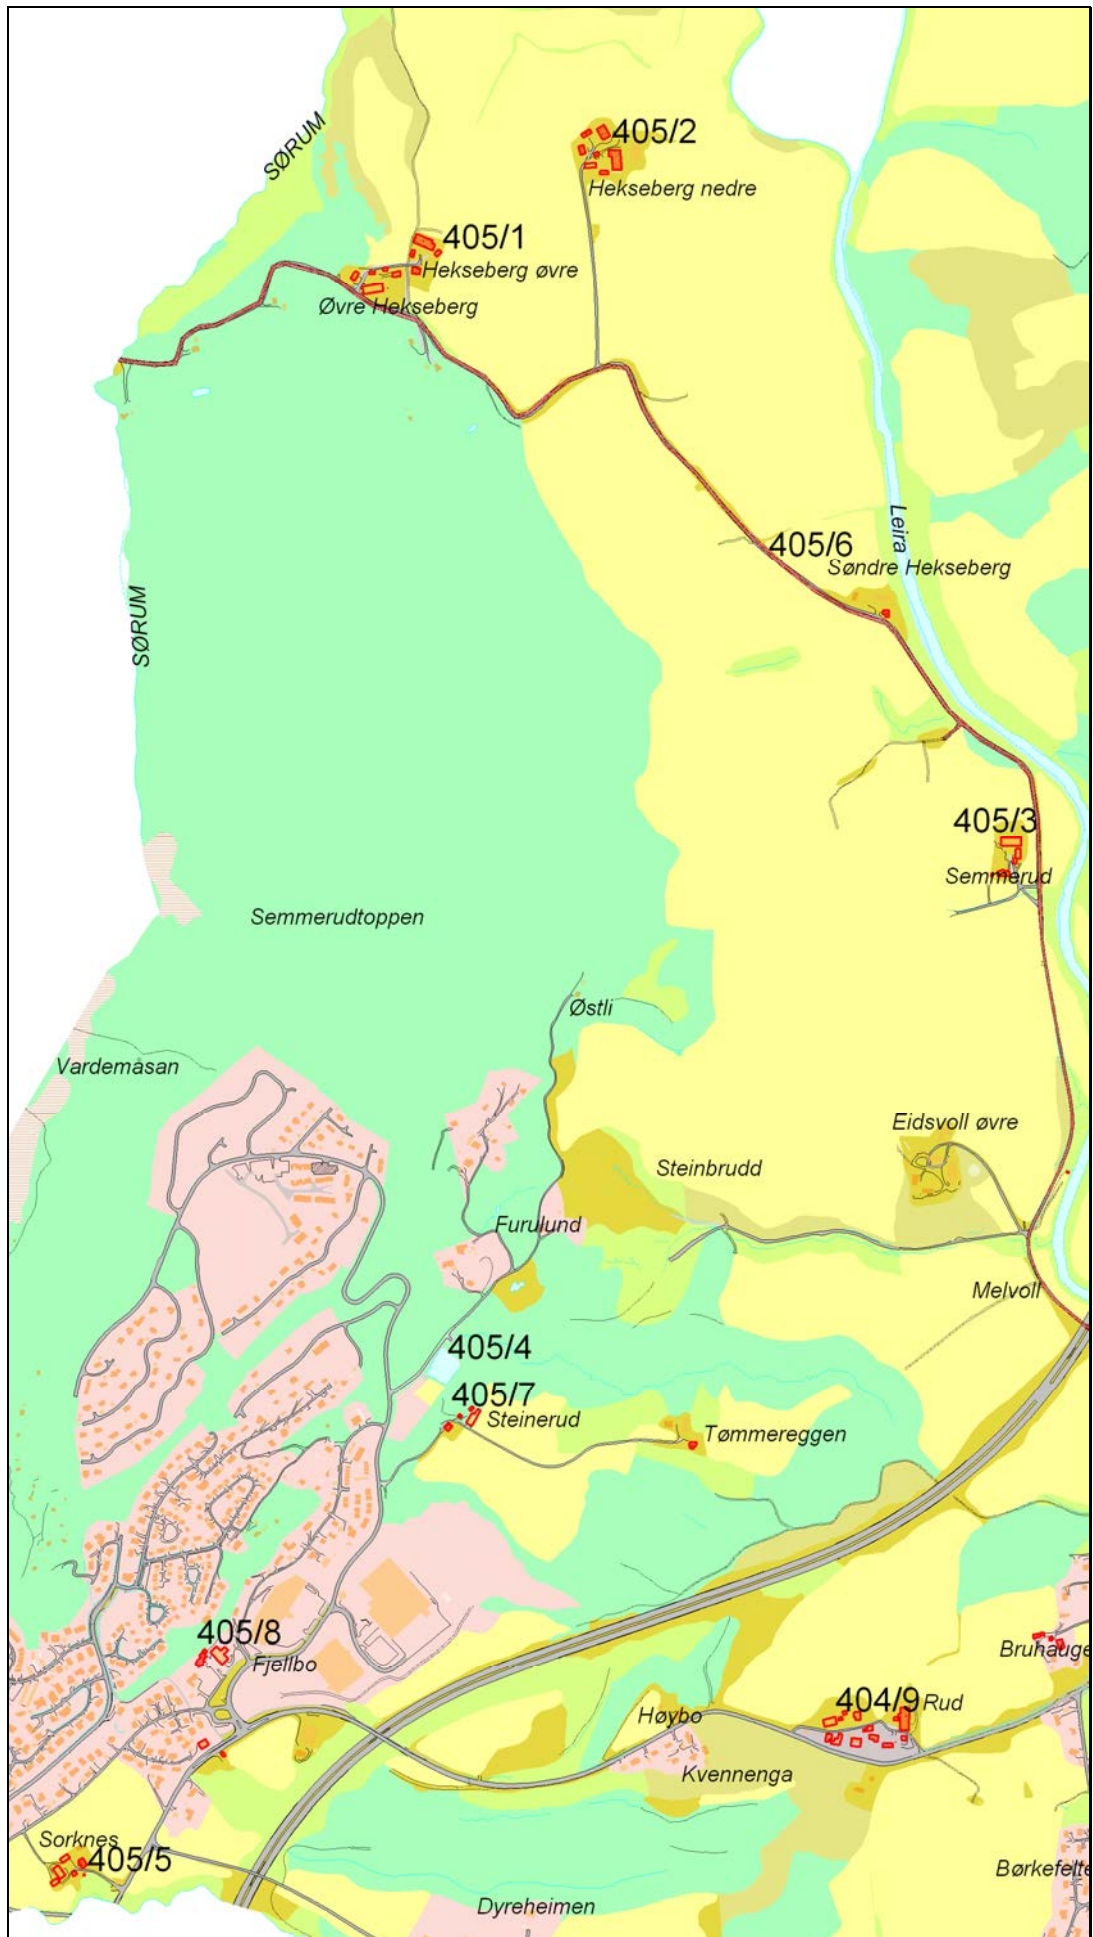 SØRUM
405/2
Hekseberg nedre
405/1
Hekseberg øvre
Øvre Hekseberg
Leira
405/6
Søndre Hekseberg
SØRUM
405/3
Semmerud
Semmerudtoppen
Østli
Vardemåsan
Eidsvoll øvre
Steinbrudd
Furulund
Melvoll
405/4
405/7
Steinerud
Tømmereggen
405/8
Fjellbo
Bruhauge
404/9
Rud
Høybo
Kvennenga
Sorknes
405/5
Børkefelte
Dyreheimen